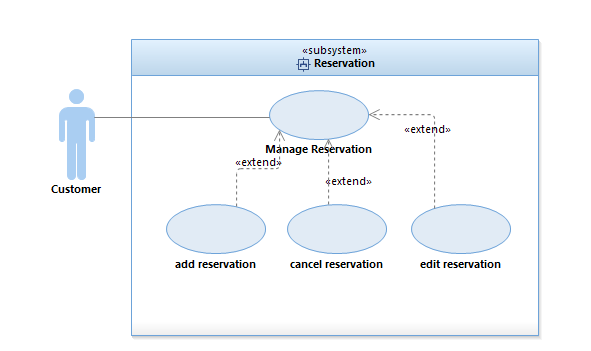 «subsystem»
Reservation
«extend»
Manage Reservation
«extend»
«extend»
Customer
add reservation
cancel reservation
edit reservation